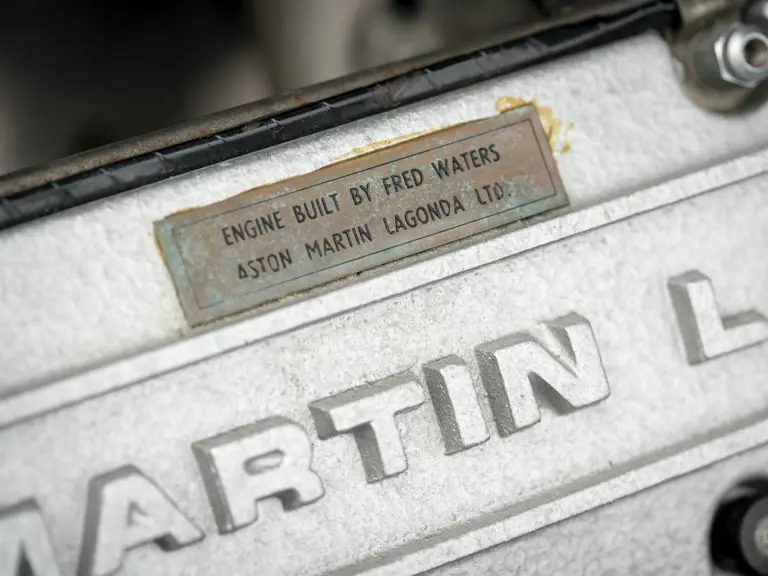 ENGINE BUILT BY FRED WATERS
ASTON MARTIN LAGONDA LTD.
MARTIN L